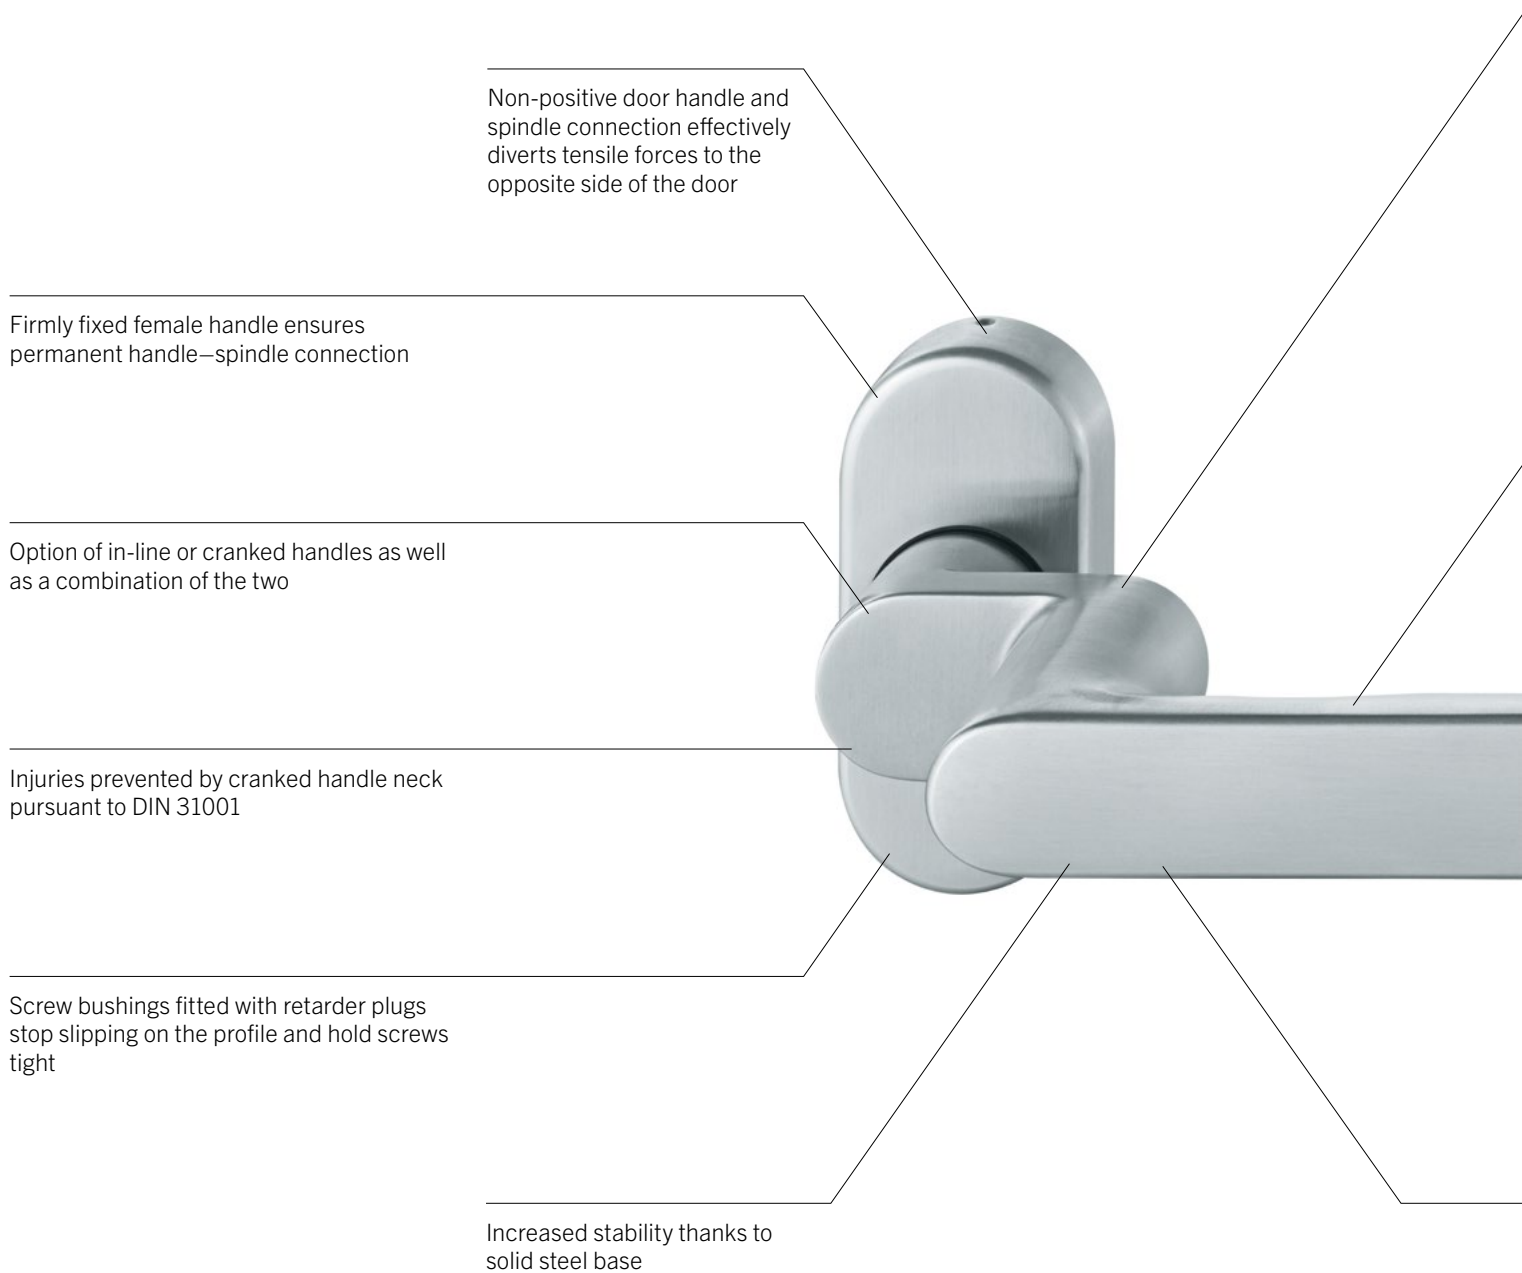 Non-positive door handle and
spindle connection effectively
diverts tensile forces to the
opposite side of the door
Firmly fixed female handle ensures
permanent handle–spindle connection
Option of in-line or cranked handles as well
as a combination of the two
Injuries prevented by cranked handle neck
pursuant to DIN 31001
Screw bushings fitted with retarder plugs
stop slipping on the profile and hold screws
tight
Increased stability thanks to
solid steel base